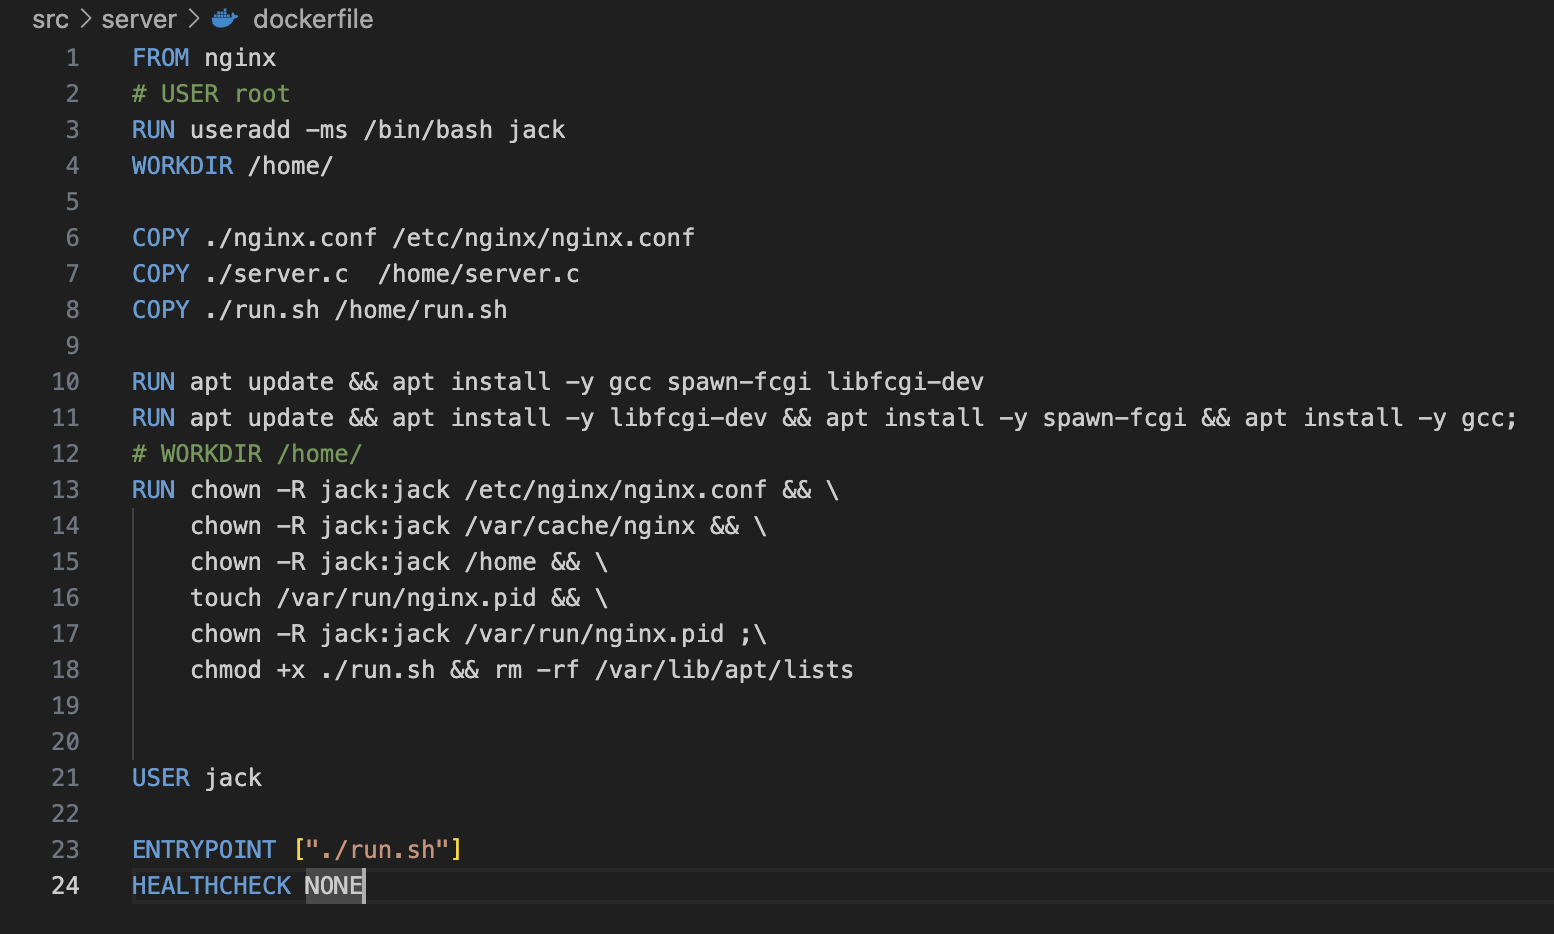 src > server > dockerfile
1 FROM nginx
2 # USER root
3 RUN useradd -ms /bin/bash jack
4 WORKDIR /home/
5
6 COPY ./nginx.conf /etc/nginx/nginx.conf
7 COPY ./server.c  /home/server.c
8 COPY ./run.sh /home/run.sh
9
10 RUN apt update && apt install -y gcc spawn-fcgi libfcgi-dev
11 RUN apt update && apt install -y libfcgi-dev && apt install -y spawn-fcgi && apt install -y gcc;
12 # WORKDIR /home/
13 RUN chown -R jack:jack /etc/nginx/nginx.conf && \
14     chown -R jack:jack /var/cache/nginx && \
15     chown -R jack:jack /home && \
16     touch /var/run/nginx.pid && \
17     chown -R jack:jack /var/run/nginx.pid ;\
18     chmod +x ./run.sh && rm -rf /var/lib/apt/lists
19
20
21 USER jack
22
23 ENTRYPOINT ["./run.sh"]
24 HEALTHCHECK NONE